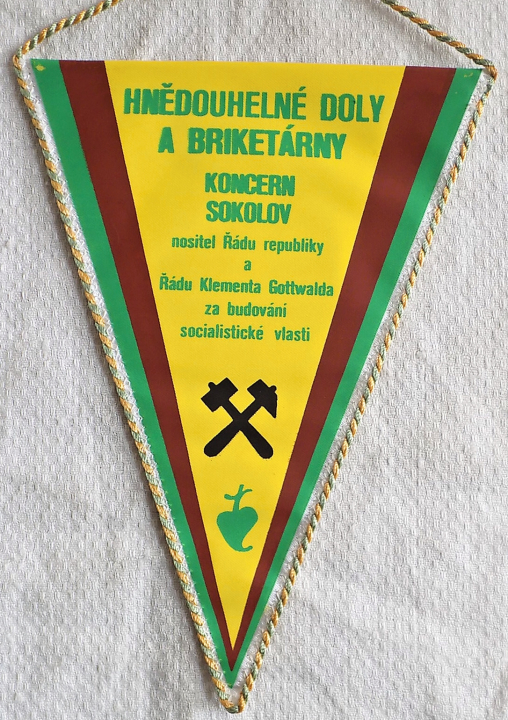 HNĚDOUHELNÉ DOLY
A BRIKETÁRNY
KONCERN
SOKOLOV
nositel Řádu republiky
a
Řádu Klementa Gottwalda
za budování
socialistické vlasti